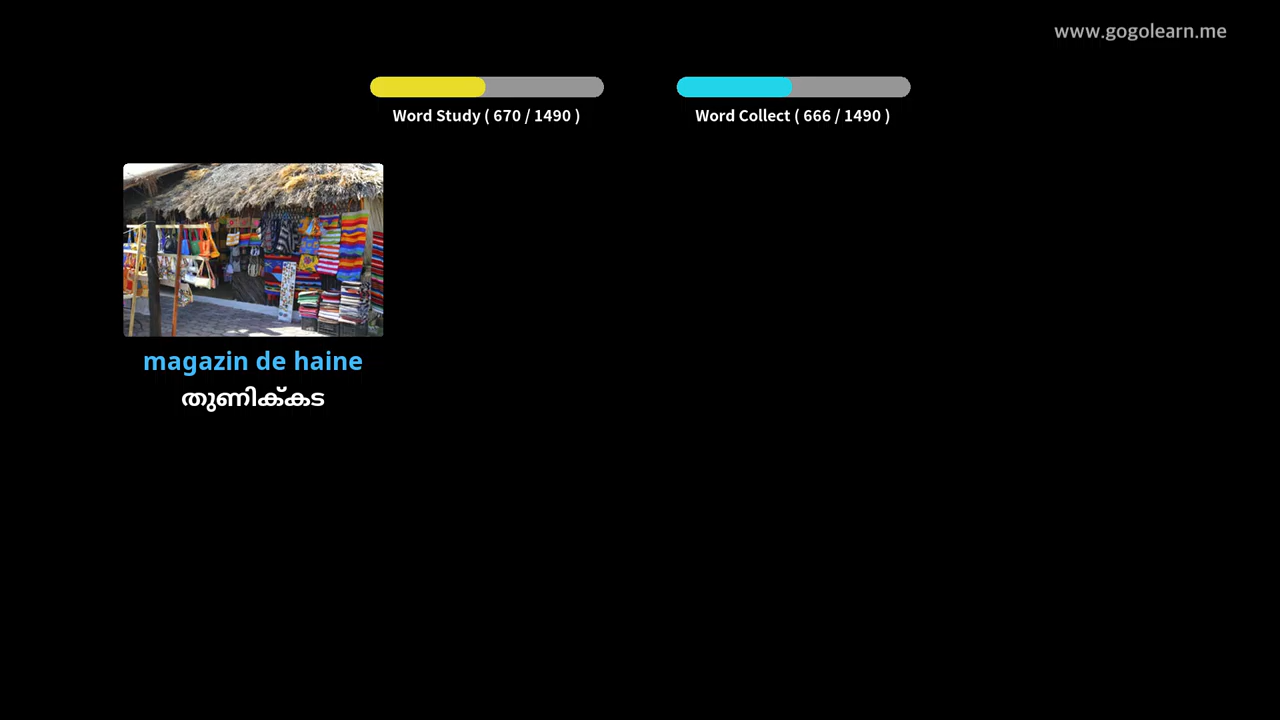 www.gogolearn.me
Word Study ( 670 / 1490 )
Word Collect ( 666 / 1490 )
magazin de haine
തുണിക്കട